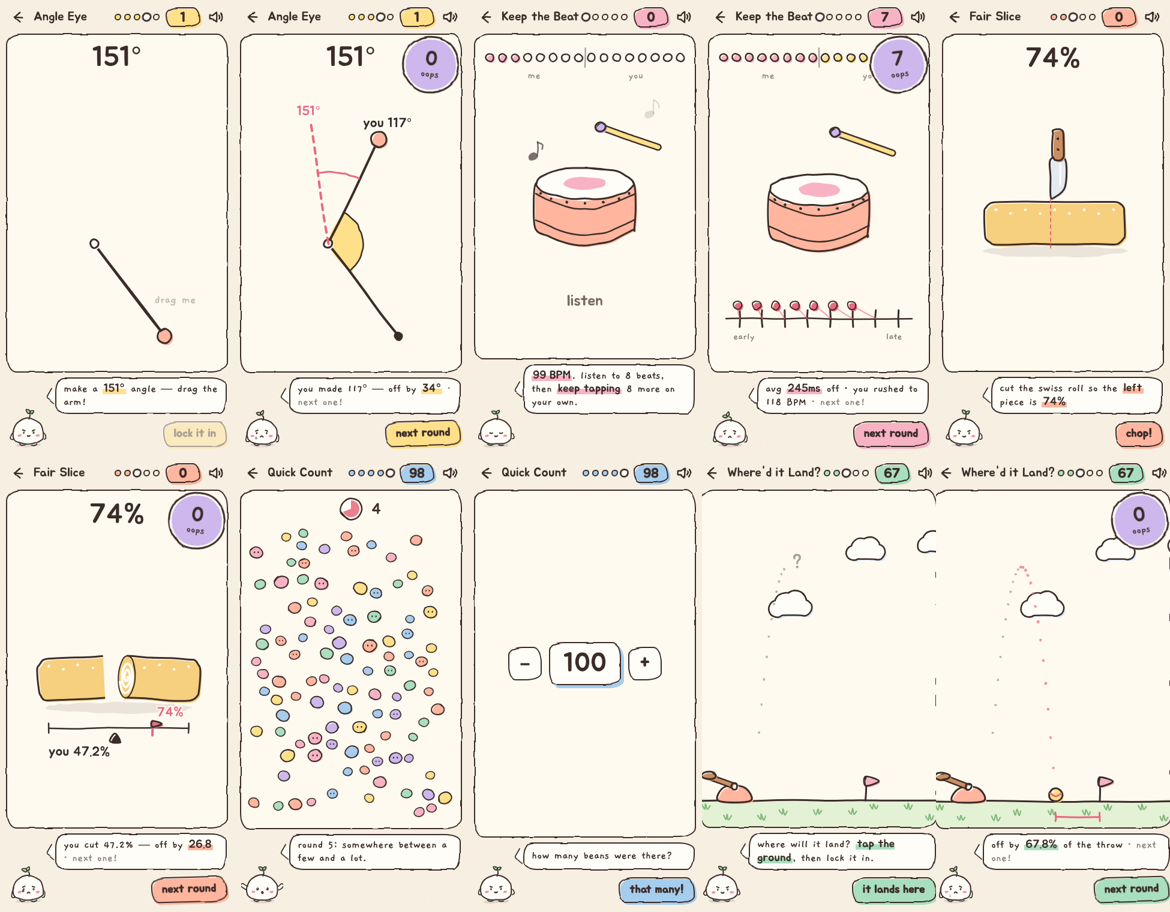 Angle Eye
1
151°
drag me
make a 151° angle — drag the
arm!
lock it in
Angle Eye
1
151°
0
oops
151°
you 117°
you made 117° — off by 34° ·
next one!
next round
Keep the Beat
0
me
you
listen
99 BPM. listen to 8 beats,
then keep tapping 8 more on
your own.
Keep the Beat
7
7
oops
me
yo
early
late
avg 245ms off · you rushed to
118 BPM · next one!
next round
Fair Slice
0
74%
cut the swiss roll so the left
piece is 74%
chop!
Fair Slice
0
74%
0
oops
74%
you 47.2%
you cut 47.2% — off by 26.8
· next one!
next round
Quick Count
98
4
round 5: somewhere between a
few and a lot.
Quick Count
98
–
100
+
how many beans were there?
that many!
Where'd it Land?
67
?
where will it land? tap the
ground, then lock it in.
it lands here
Where'd it Land?
67
0
oops
off by 67.8% of the throw · next
one!
next round